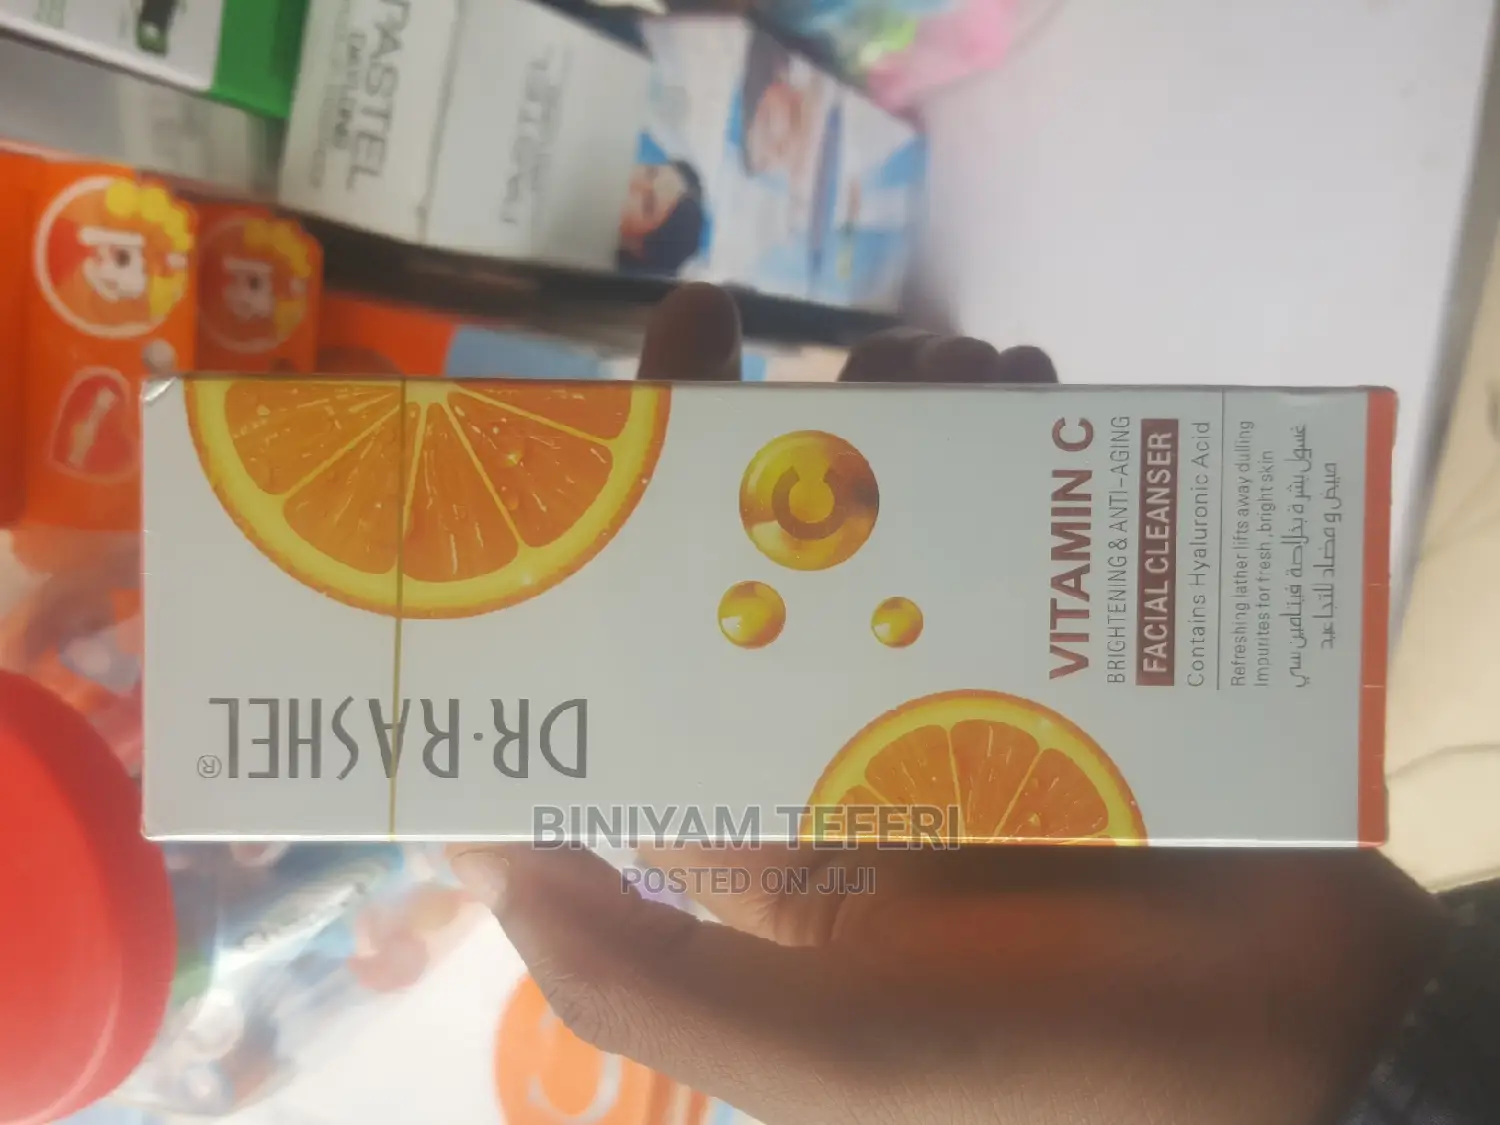 DR·RASHEL®
C
VITAMIN C
BRIGHTENING & ANTI-AGING
FACIAL CLEANSER
Contains Hyaluronic Acid
Refreshing lather lifts away dulling
Impurites for fresh, bright skin
غسول بشرة بخلاصة فيتامين سي
مبيض و مضاد للتجاعيد
PASTEL
BINIYAM TEFERI
POSTED ON JIJI